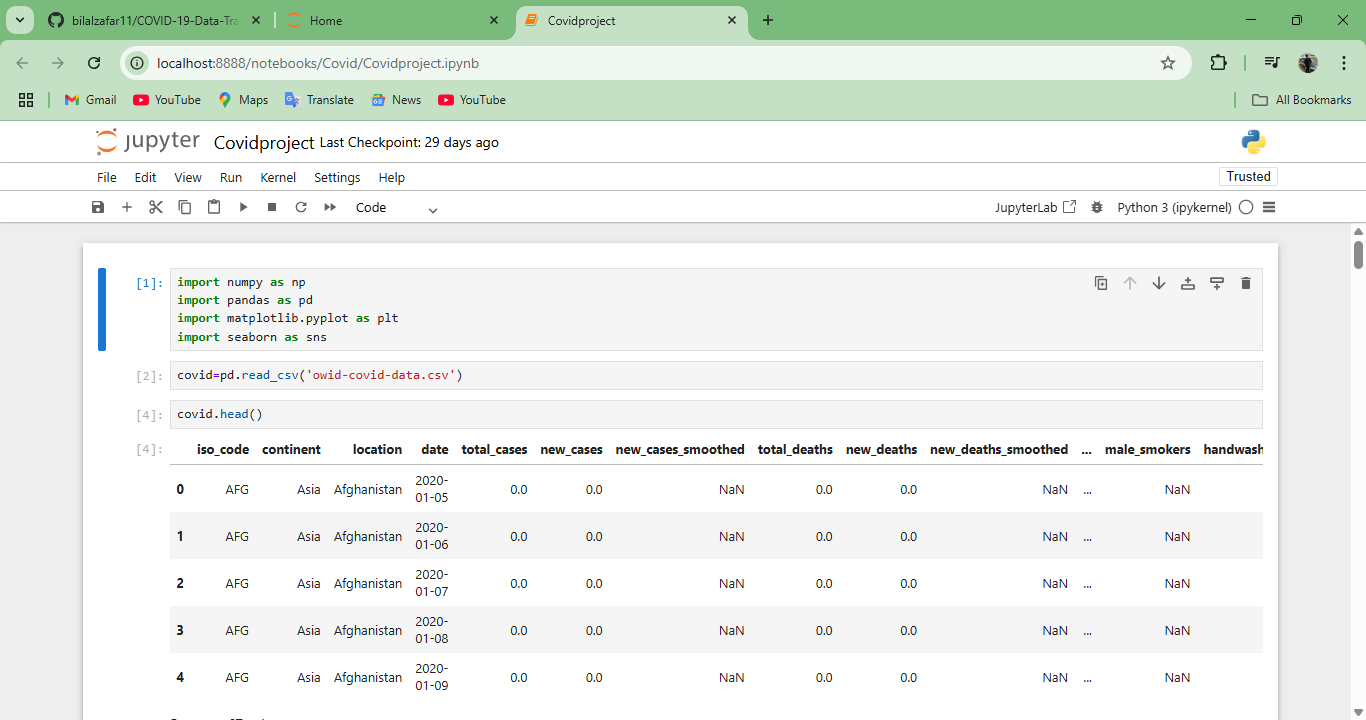 bilalzafar11/COVID-19-Data-Tra
Home
Covidproject
localhost:8888/notebooks/Covid/Covidproject.ipynb
Gmail YouTube Maps Translate News YouTube All Bookmarks
jupyter Covidproject Last Checkpoint: 29 days ago
File Edit View Run Kernel Settings Help Trusted
Code JupyterLab Python 3 (ipykernel)
[1]: import numpy as np
import pandas as pd
import matplotlib.pyplot as plt
import seaborn as sns
[2]: covid=pd.read_csv('owid-covid-data.csv')
[4]: covid.head()
[4]: iso_code continent location date total_cases new_cases new_cases_smoothed total_deaths new_deaths new_deaths_smoothed ... male_smokers handwash
0 AFG Asia Afghanistan 2020-01-05 0.0 0.0 NaN 0.0 0.0 NaN ... NaN
1 AFG Asia Afghanistan 2020-01-06 0.0 0.0 NaN 0.0 0.0 NaN ... NaN
2 AFG Asia Afghanistan 2020-01-07 0.0 0.0 NaN 0.0 0.0 NaN ... NaN
3 AFG Asia Afghanistan 2020-01-08 0.0 0.0 NaN 0.0 0.0 NaN ... NaN
4 AFG Asia Afghanistan 2020-01-09 0.0 0.0 NaN 0.0 0.0 NaN ... NaN